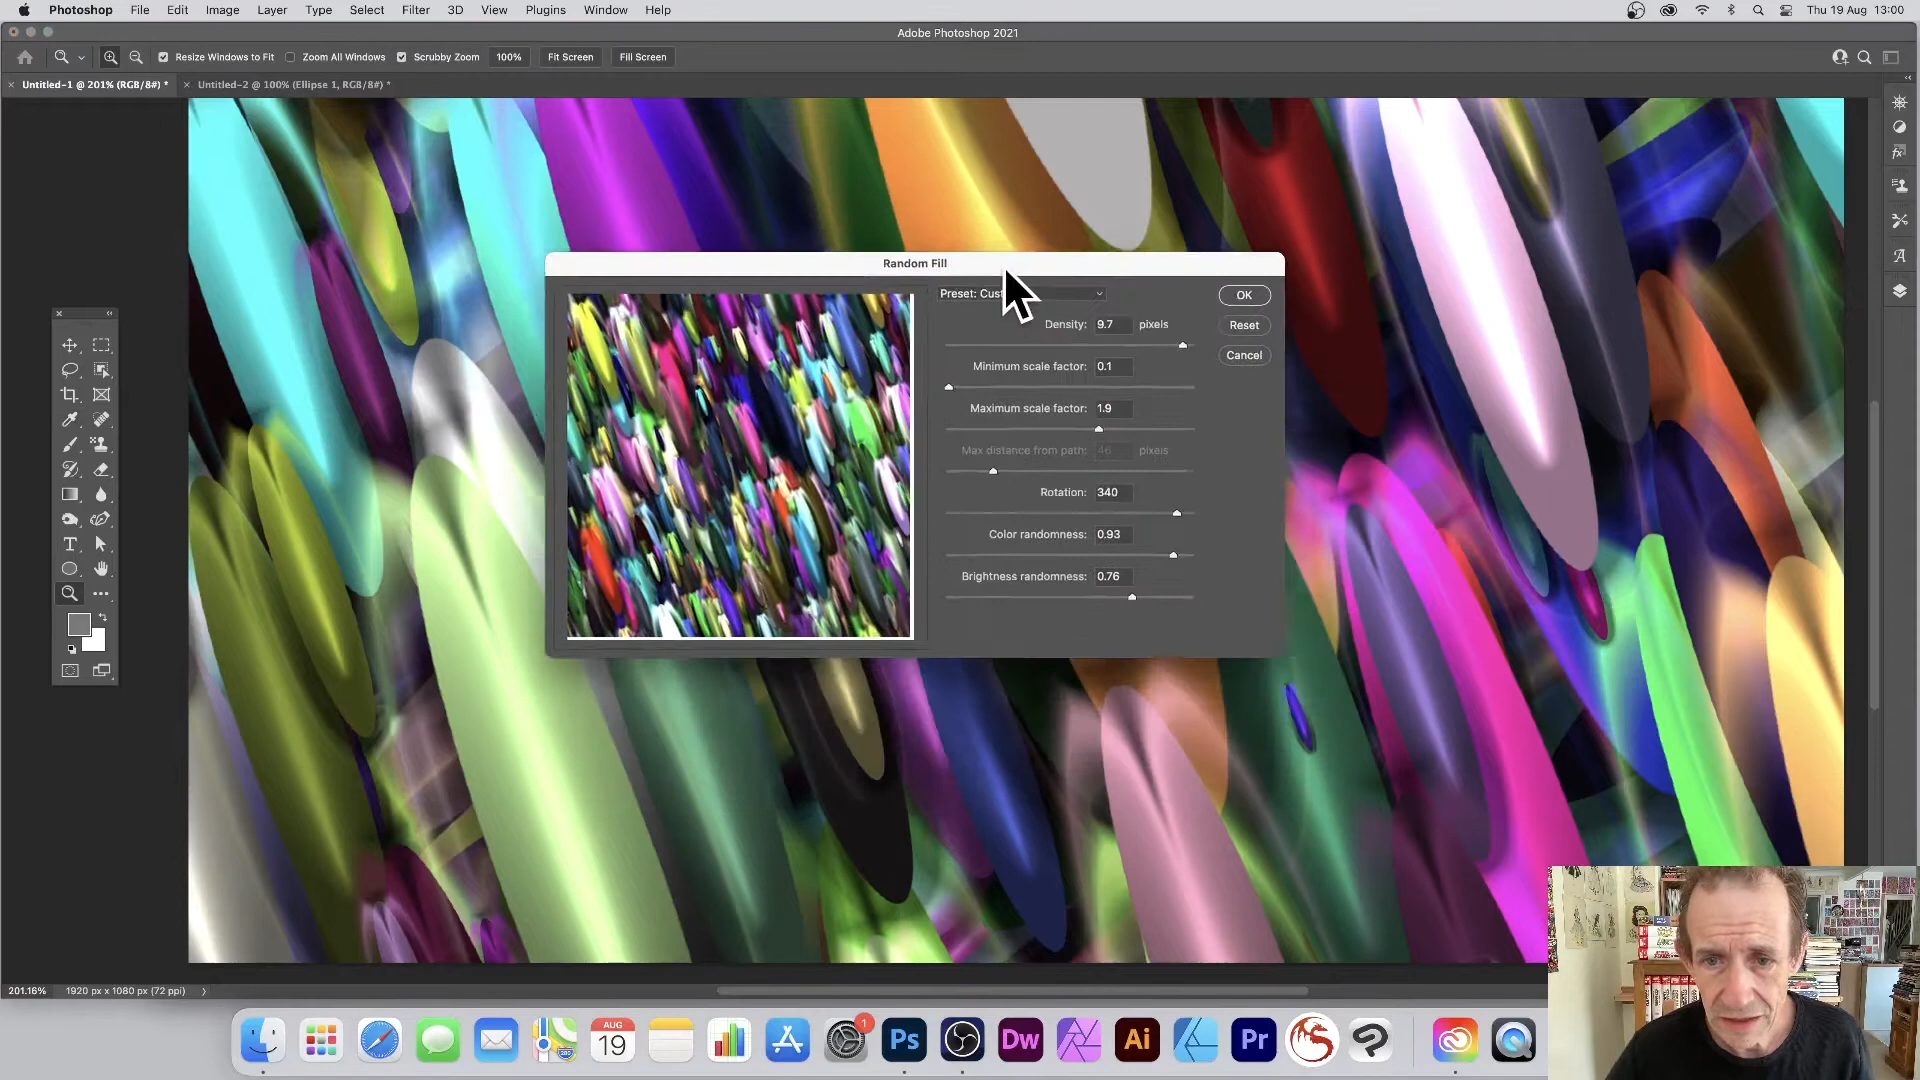 Photoshop File Edit Image Layer Type Select Filter 3D View Plugins Window Help Thu 19 Aug 13:00
Adobe Photoshop 2021
Resize Windows to Fit Zoom All Windows Scrubby Zoom 100% Fit Screen Fill Screen
Untitled-1 @ 201% (RGB/8#) * Untitled-2 @ 100% (Ellipse 1, RGB/8#) *
Random Fill
Preset: OK
Density: 9.7 pixels Reset
Cancel
Minimum scale factor: 0.1
Maximum scale factor: 1.9
Max distance from path: 46 pixels
Rotation: 340
Color randomness: 0.93
Brightness randomness: 0.76
201.16% 1920 px x 1080 px (72 ppi)
AUG
19
1
Ps
Dw
Ai
Pr
280